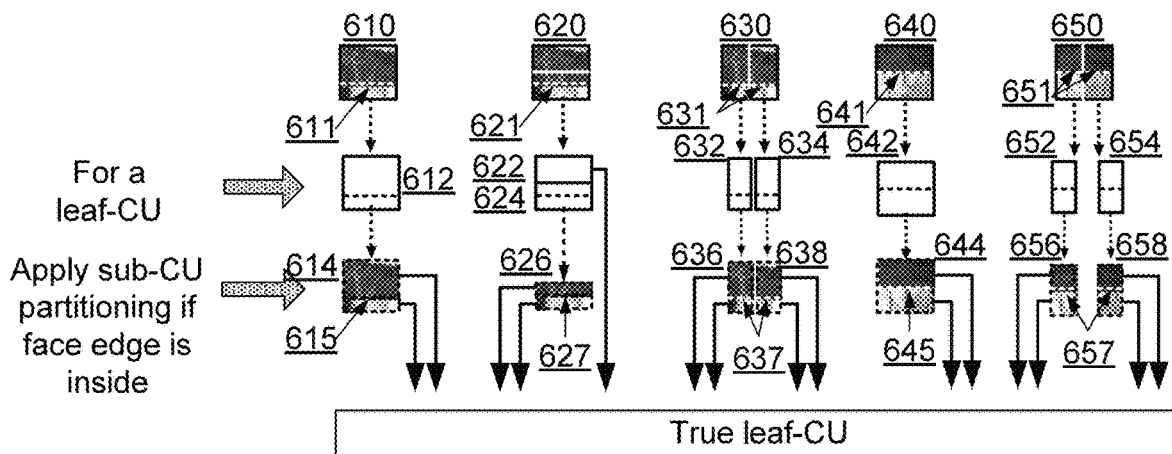 610 620 630 640 650
611 621 631 641 651
632 634 642 652 654
For a
leaf-CU
612 622
624
Apply sub-CU
partitioning if
face edge is
inside
614 626 636 638 644 656 658
615 627 637 645 657
True leaf-CU